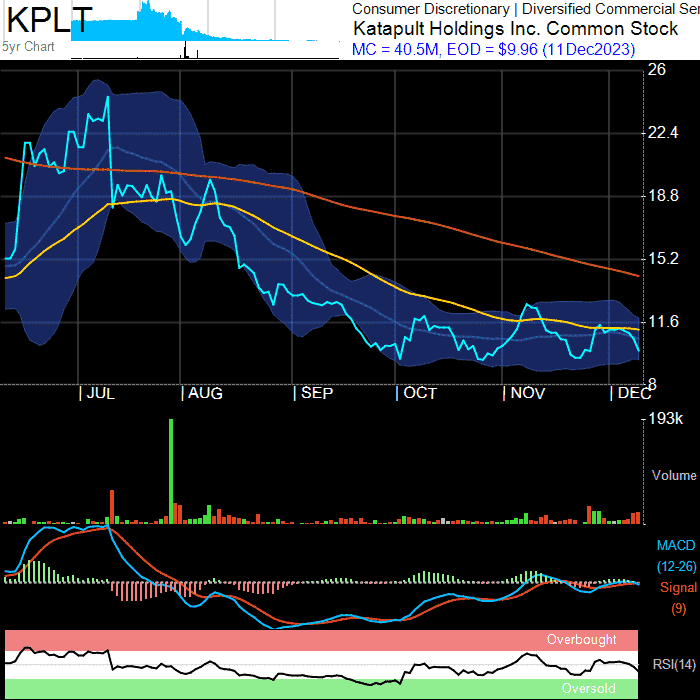 KPLT
5yr Chart
Consumer Discretionary | Diversified Commercial Ser
Katapult Holdings Inc. Common Stock
MC = 40.5M, EOD = $9.96 (11Dec2023)
26
22.4
18.8
15.2
11.6
8
| JUL | AUG | SEP | OCT | NOV | DEC
193k
Volume
MACD
(12-26)
Signal
(9)
Overbought
RSI(14)
Oversold